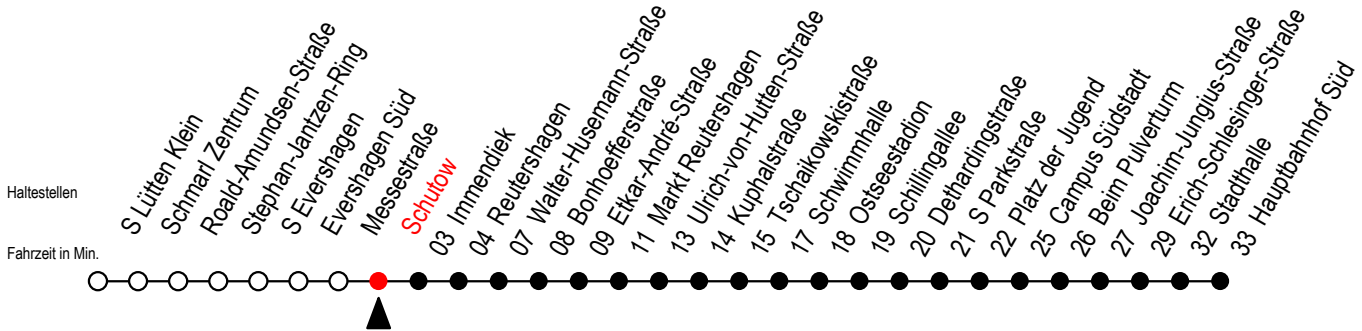 Haltestellen
Fahrzeit in Min.
S Lütten Klein
Schmarl Zentrum
Roald-Amundsen-Straße
Stephan-Jantzen-Ring
S Evershagen
Evershagen Süd
Messestraße
Schutow
03 Immendiek
04 Reutershagen
07 Walter-Husemann-Straße
08 Bonhoefferstraße
09 Etkar-André-Straße
11 Markt Reutershagen
13 Ulrich-von-Hutten-Straße
14 Kuphalstraße
15 Tschaikowskistraße
17 Schwimmhalle
18 Ostseestadion
19 Schillingallee
20 Dethardingstraße
21 S Parkstraße
22 Platz der Jugend
25 Campus Südstadt
26 Beim Pulverturm
27 Joachim-Jungius-Straße
29 Erich-Schlesinger-Straße
32 Stadthalle
33 Hauptbahnhof Süd